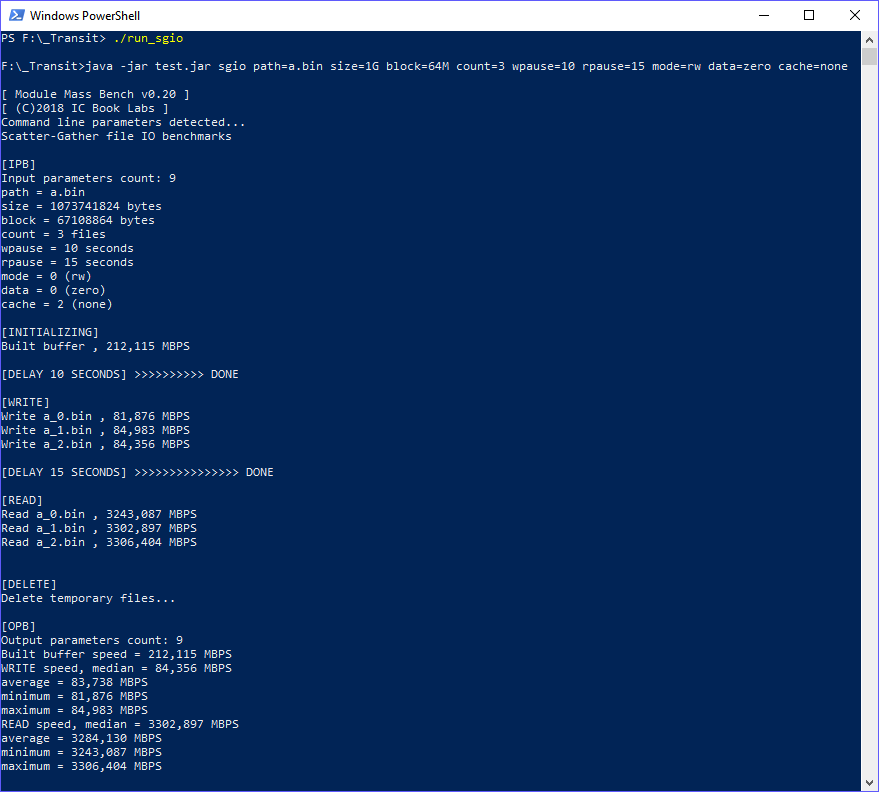 Windows PowerShell
PS F:\_Transit> ./run_sgio
F:\_Transit>java -jar test.jar sgio path=a.bin size=1G block=64M count=3 wpause=10 rpause=15 mode=rw data=zero cache=none
[ Module Mass Bench v0.20 ]
[ (C)2018 IC Book Labs ]
Command line parameters detected...
Scatter-Gather file IO benchmarks
[IPB]
Input parameters count: 9
path = a.bin
size = 1073741824 bytes
block = 67108864 bytes
count = 3 files
wpause = 10 seconds
rpause = 15 seconds
mode = 0 (rw)
data = 0 (zero)
cache = 2 (none)
[INITIALIZING]
Built buffer , 212,115 MBPS
[DELAY 10 SECONDS] >>>>>>>>>> DONE
[WRITE]
Write a_0.bin , 81,876 MBPS
Write a_1.bin , 84,983 MBPS
Write a_2.bin , 84,356 MBPS
[DELAY 15 SECONDS] >>>>>>>>>>>>>>> DONE
[READ]
Read a_0.bin , 3243,087 MBPS
Read a_1.bin , 3302,897 MBPS
Read a_2.bin , 3306,404 MBPS
[DELETE]
Delete temporary files...
[OPB]
Output parameters count: 9
Built buffer speed = 212,115 MBPS
WRITE speed, median = 84,356 MBPS
average = 83,738 MBPS
minimum = 81,876 MBPS
maximum = 84,983 MBPS
READ speed, median = 3302,897 MBPS
average = 3284,130 MBPS
minimum = 3243,087 MBPS
maximum = 3306,404 MBPS